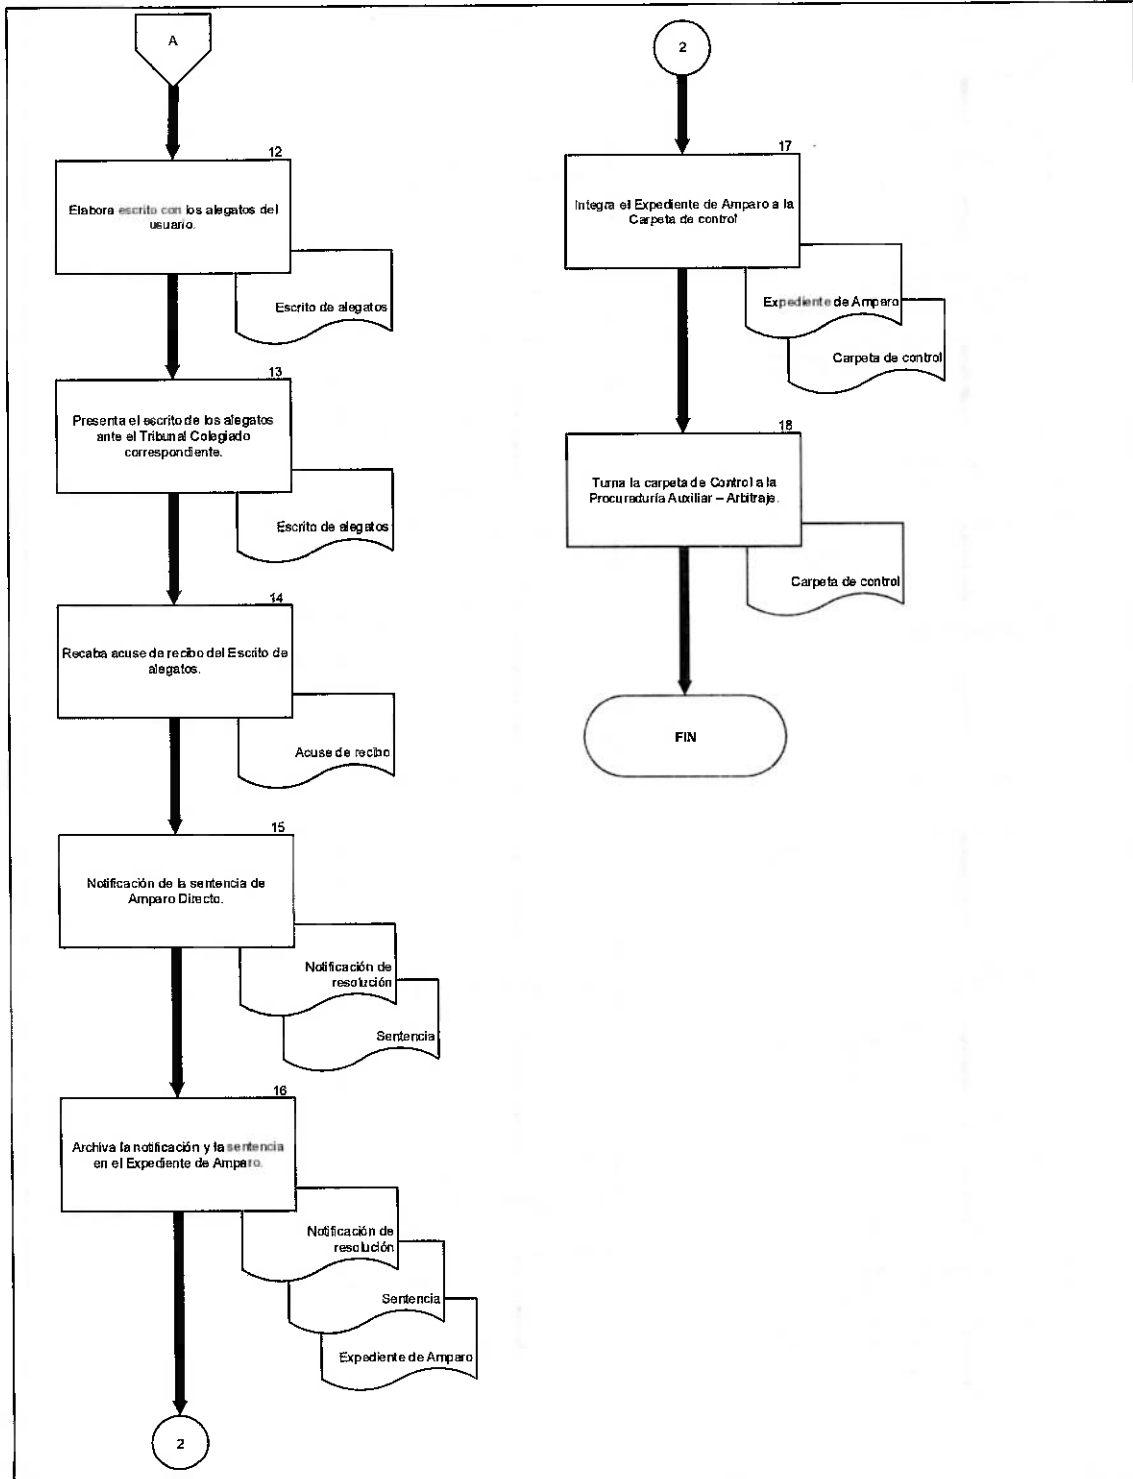 A
12
Elabora escrito con los alegatos del
usuario.
Escrito de alegatos
13
Presenta el escrito de los alegatos
ante el Tribunal Colegiado
correspondiente.
Escrito de alegatos
14
Recaba acuse de recibo del Escrito de
alegatos.
Acuse de recibo
15
Notificación de la sentencia de
Amparo Directo.
Notificación de
resolución
Sentencia
16
Archiva la notificación y la sentencia
en el Expediente de Amparo.
Notificación de
resolución
Sentencia
Expediente de Amparo
2
2
17
Integra el Expediente de Amparo a la
Carpeta de control
Expediente de Amparo
Carpeta de control
18
Turna la carpeta de Control a la
Procuraduría Auxiliar – Arbitraje.
Carpeta de control
FIN